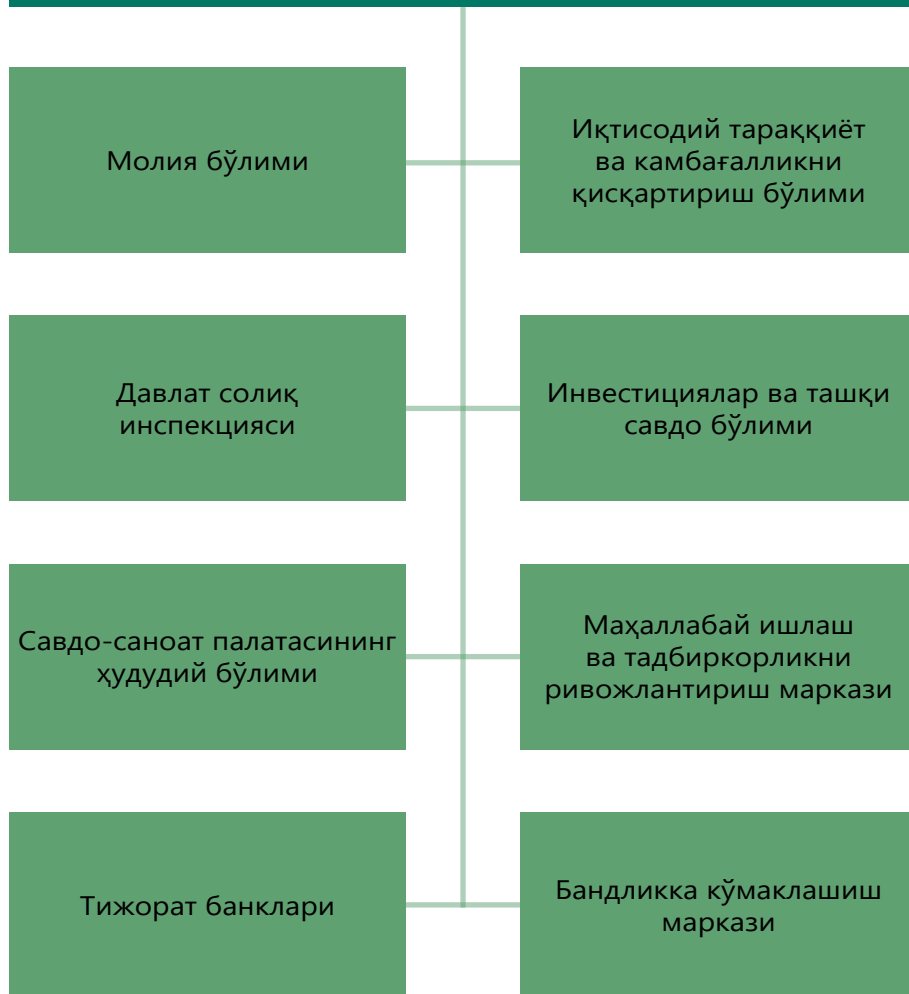 Молия бўлими
Иқтисодий тараққиёт
ва камбағалликни
қисқартириш бўлими
Давлат солиқ
инспекцияси
Инвестициялар ва ташқи
савдо бўлими
Савдо-саноат палатасининг
ҳудудий бўлими
Маҳаллабай ишлаш
ва тадбиркорликни
ривожлантириш маркази
Тижорат банклари
Бандликка кўмаклашиш
маркази